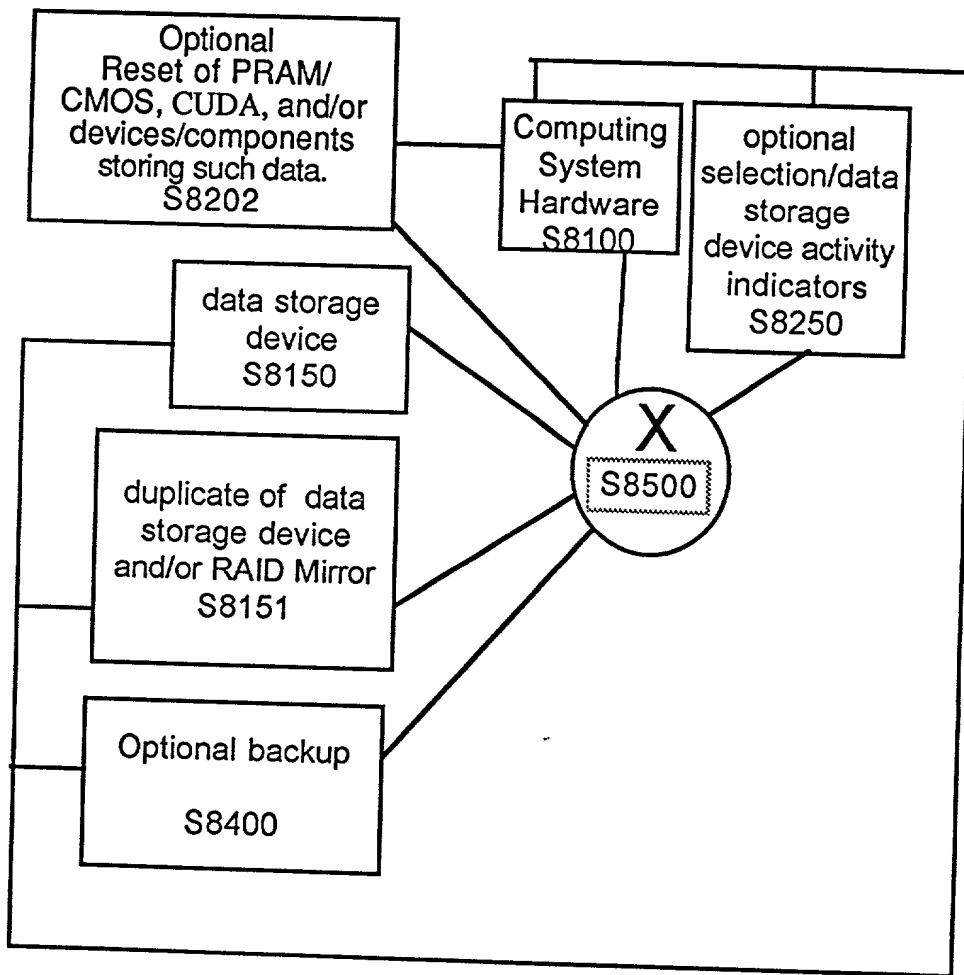 Optional
Reset of PRAM/
CMOS, CUDA, and/or
devices/components
storing such data.
S8202
Computing
System
Hardware
S8100
optional
selection/data
storage
device activity
indicators
S8250
data storage
device
S8150
X
S8500
duplicate of data
storage device
and/or RAID Mirror
S8151
Optional backup
S8400